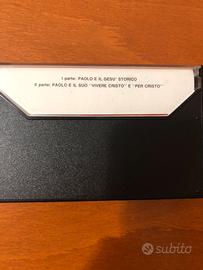 I parte: PAOLO E IL GESU' STORICO
II parte: PAOLO E IL SUO "VIVERE CRISTO" E "PER CRISTO"
subito